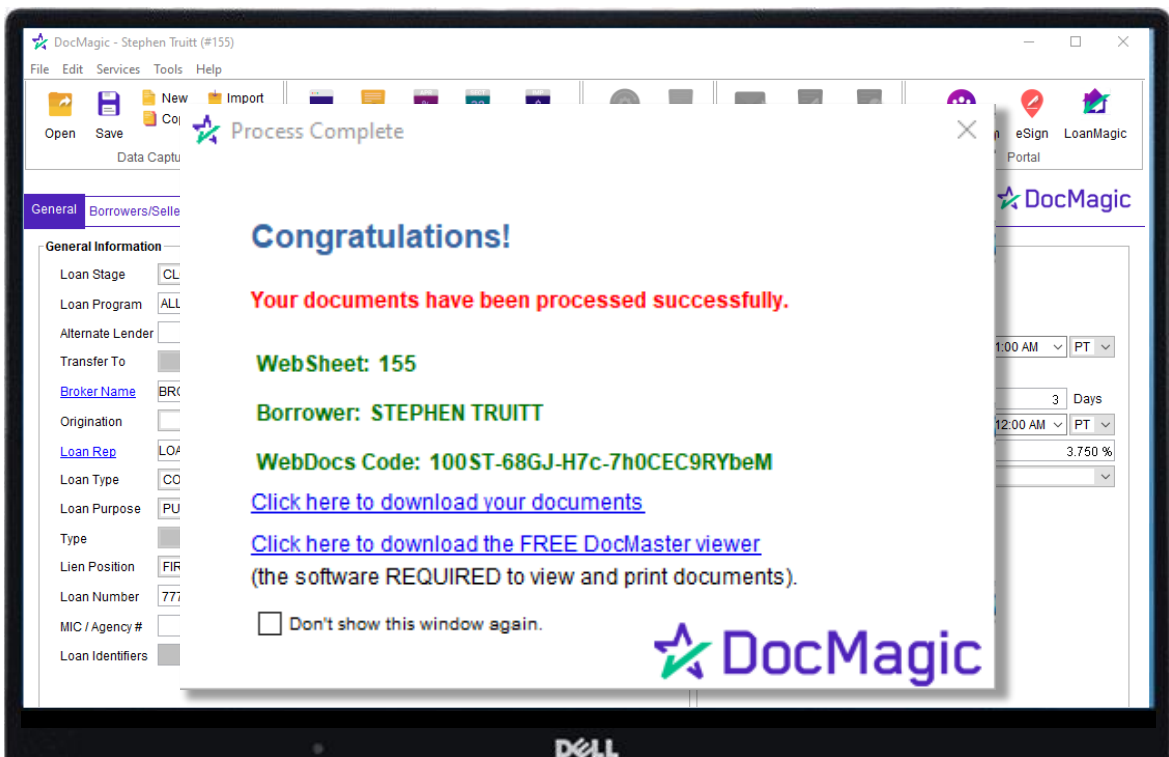 DocMagic - Stephen Truitt (#155)
File Edit Services Tools Help
Open Save New Import
Data Captu
eSign LoanMagic
Portal
Process Complete
General Borrowers/Selle
DocMagic
General Information
Loan Stage CL
Loan Program ALL
Alternate Lender
Transfer To
Broker Name BRO
Origination
Loan Rep LOA
Loan Type CO
Loan Purpose PU
Type
Lien Position FIR
Loan Number 777
MIC / Agency #
Loan Identifiers
Congratulations!
Your documents have been processed successfully.
WebSheet: 155
Borrower: STEPHEN TRUITT
WebDocs Code: 100ST-68GJ-H7c-7h0CEC9RYbeM
Click here to download your documents
Click here to download the FREE DocMaster viewer
(the software REQUIRED to view and print documents).
Don't show this window again.
DocMagic
1:00 AM PT
3 Days
12:00 AM PT
3.750 %
DELL